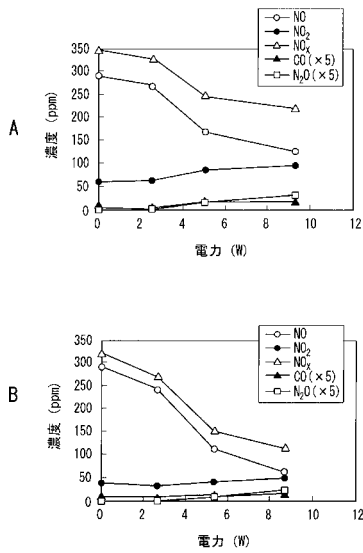 A
NO
NO₂
NOₓ
CO(×5)
N₂O(×5)
350
300
250
200
150
100
50
0
濃度 (ppm)
0 2 4 6 8 10 12
電力 (W)
B
NO
NO₂
NOₓ
CO(×5)
N₂O(×5)
350
300
250
200
150
100
50
0
濃度 (ppm)
0 2 4 6 8 10 12
電力 (W)